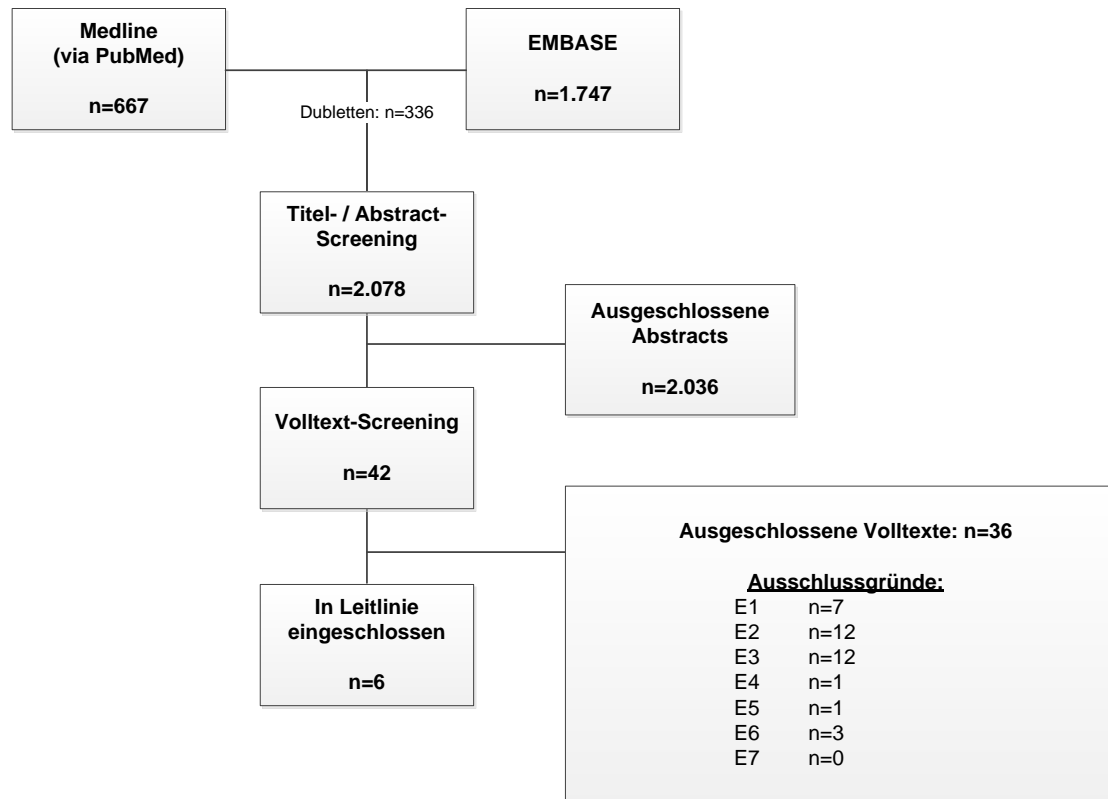 Medline
(via PubMed)
n=667
EMBASE
n=1.747
Dubletten: n=336
Titel- / Abstract-
Screening
n=2.078
Ausgeschlossene
Abstracts
n=2.036
Volltext-Screening
n=42
Ausgeschlossene Volltexte: n=36
Ausschlussgründe:
E1 n=7
E2 n=12
E3 n=12
E4 n=1
E5 n=1
E6 n=3
E7 n=0
In Leitlinie
eingeschlossen
n=6